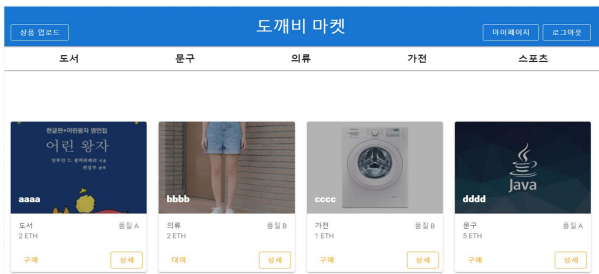 상품 업로드
도깨비 마켓
마이페이지 로그아웃
도서 문구 의류 가전 스포츠
한글판+어린왕자 명언집
어린 왕자
aaaa
도서 품질 A
2 ETH
구매 상세
bbbb
의류 품질 B
2 ETH
대여 상세
cccc
가전 품질 B
1 ETH
구매 상세
Java
dddd
문구 품질 A
5 ETH
구매 상세